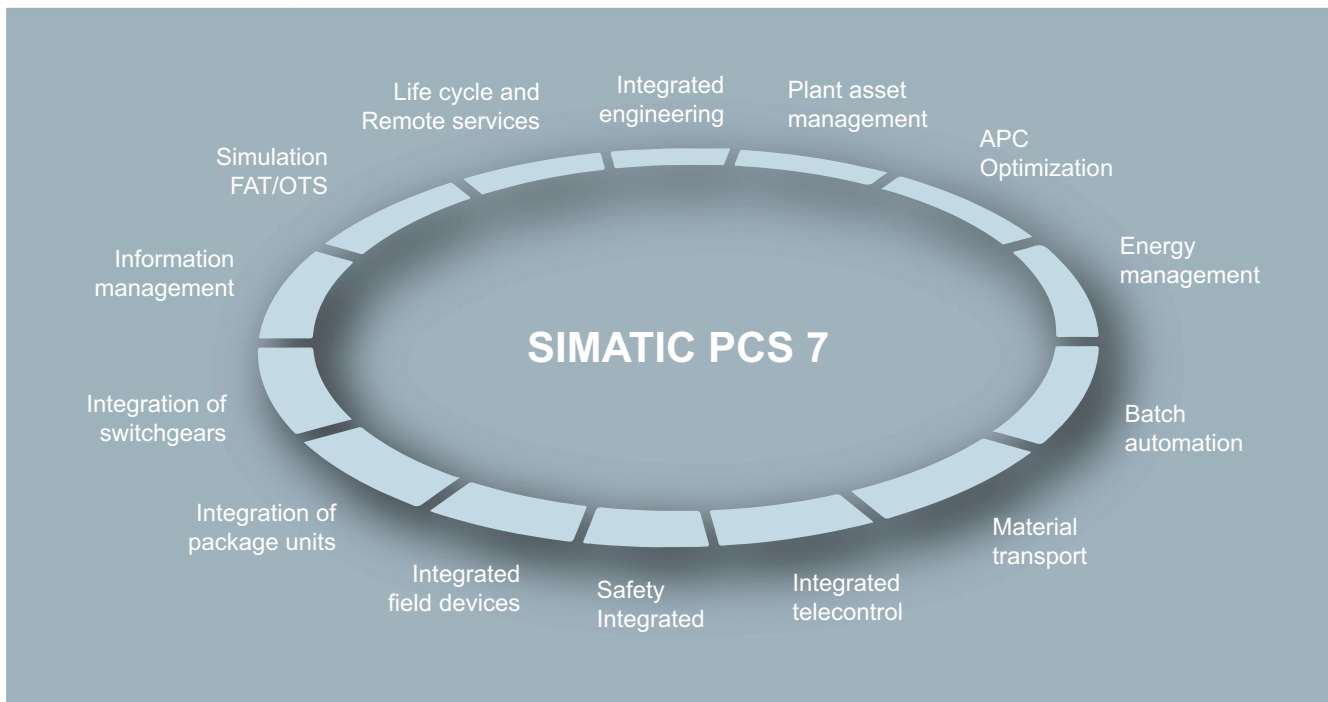 Integrated
engineering
Plant asset
management
APC
Optimization
Energy
management
Batch
automation
Material
transport
Integrated
telecontrol
Safety
Integrated
Integrated
field devices
Integration of
package units
Integration of
switchgears
Information
management
Simulation
FAT/OTS
Life cycle and
Remote services
SIMATIC PCS 7